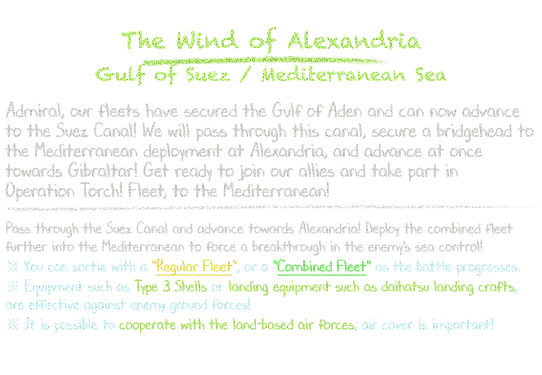 The Wind of Alexandria
Gulf of Suez / Mediterranean Sea
Admiral, our fleets have secured the Gulf of Aden and can now advance
to the Suez Canal! We will pass through this canal, secure a bridgehead to
the Mediterranean deployment at Alexandria, and advance at once
towards Gibraltar! Get ready to join our allies and take part in
Operation Torch! Fleet, to the Mediterranean!
Pass through the Suez Canal and advance towards Alexandria! Deploy the combined fleet
further into the Mediterranean to force a breakthrough in the enemy's sea control!
※ You can sortie with a "Regular Fleet", or a "Combined Fleet" as the battle progresses.
※ Equipment such as Type 3 Shells or landing equipment such as daihatsu landing crafts,
are effective against enemy ground forces!
※ It is possible to cooperate with the land-based air forces, air cover is important!